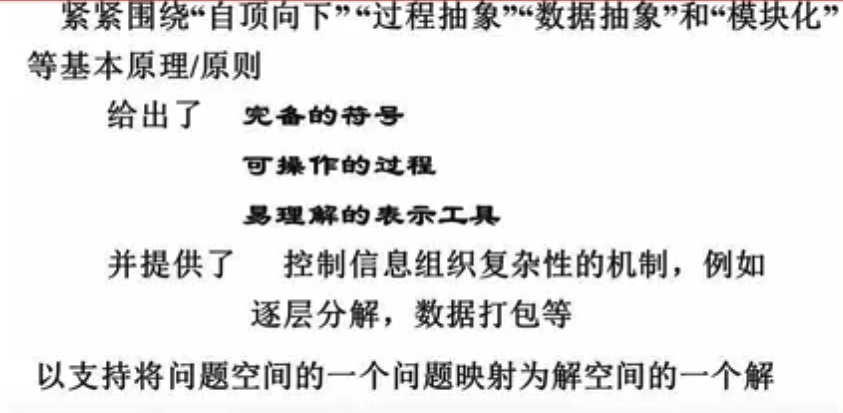 紧紧围绕“自顶向下”“过程抽象”“数据抽象”和“模块化”
等基本原理/原则
给出了 完备的符号
可操作的过程
易理解的表示工具
并提供了 控制信息组织复杂性的机制，例如
逐层分解，数据打包等
以支持将问题空间的一个问题映射为解空间的一个解